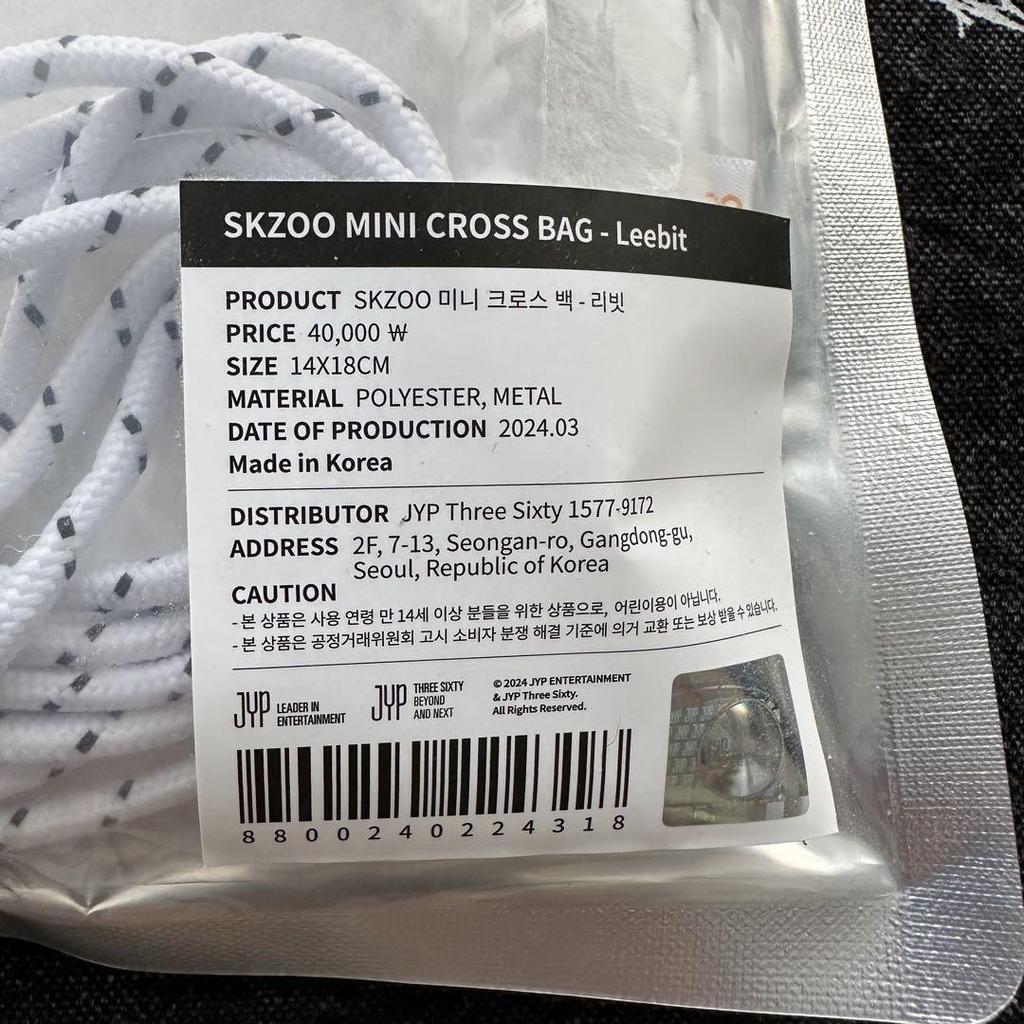 SKZOO MINI CROSS BAG - Leebit
PRODUCT SKZOO 미니 크로스 백 - 리빗
PRICE 40,000 ₩
SIZE 14X18CM
MATERIAL POLYESTER, METAL
DATE OF PRODUCTION 2024.03
Made in Korea
DISTRIBUTOR JYP Three Sixty 1577-9172
ADDRESS 2F, 7-13, Seongan-ro, Gangdong-gu,
Seoul, Republic of Korea
CAUTION
- 본 상품은 사용 연령 만 14세 이상 분들을 위한 상품으로, 어린이용이 아닙니다.
- 본 상품은 공정거래위원회 고시 소비자 분쟁 해결 기준에 의거 교환 또는 보상 받을 수 있습니다.
JYP LEADER IN
ENTERTAINMENT
JYP THREE SIXTY
BEYOND
AND NEXT
© 2024 JYP ENTERTAINMENT
& JYP Three Sixty.
All Rights Reserved.
8800240224318